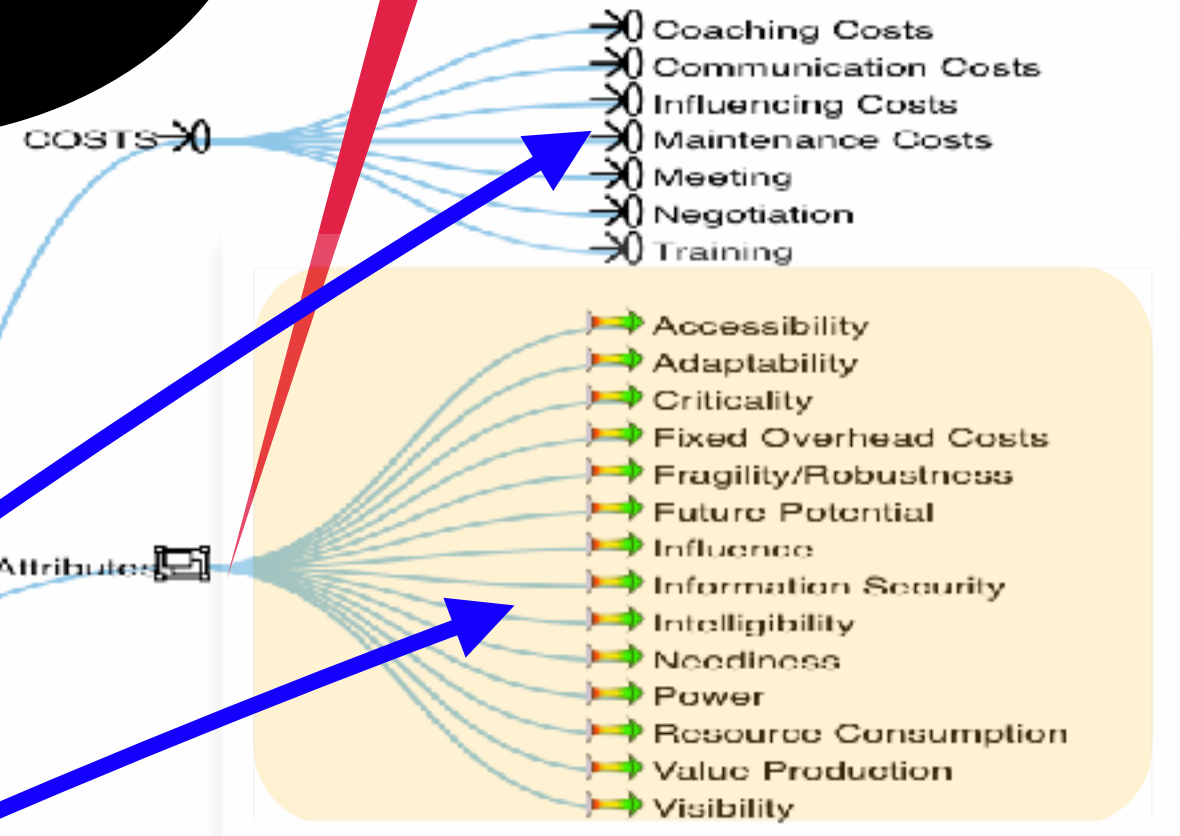 COSTS
Coaching Costs
Communication Costs
Influencing Costs
Maintenance Costs
Meeting
Negotiation
Training
Attributes
Accessibility
Adaptability
Criticality
Fixed Overhead Costs
Fragility/Robustness
Future Potential
Influence
Information Security
Intelligibility
Neediness
Power
Resource Consumption
Value Production
Visibility